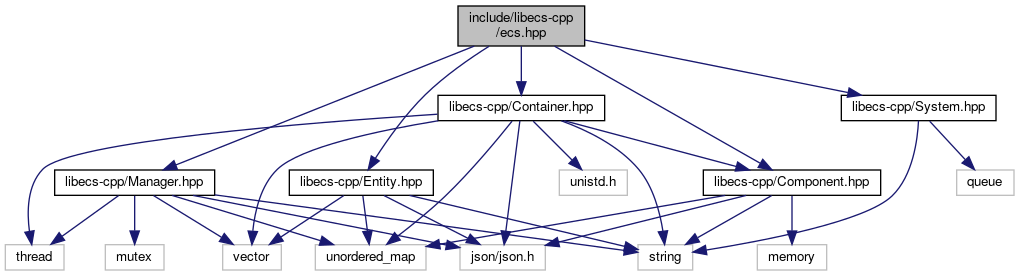 include/libecs-cpp
/ecs.hpp
libecs-cpp/Container.hpp
libecs-cpp/System.hpp
libecs-cpp/Manager.hpp
libecs-cpp/Entity.hpp
unistd.h
libecs-cpp/Component.hpp
queue
thread
mutex
vector
unordered_map
json/json.h
string
memory